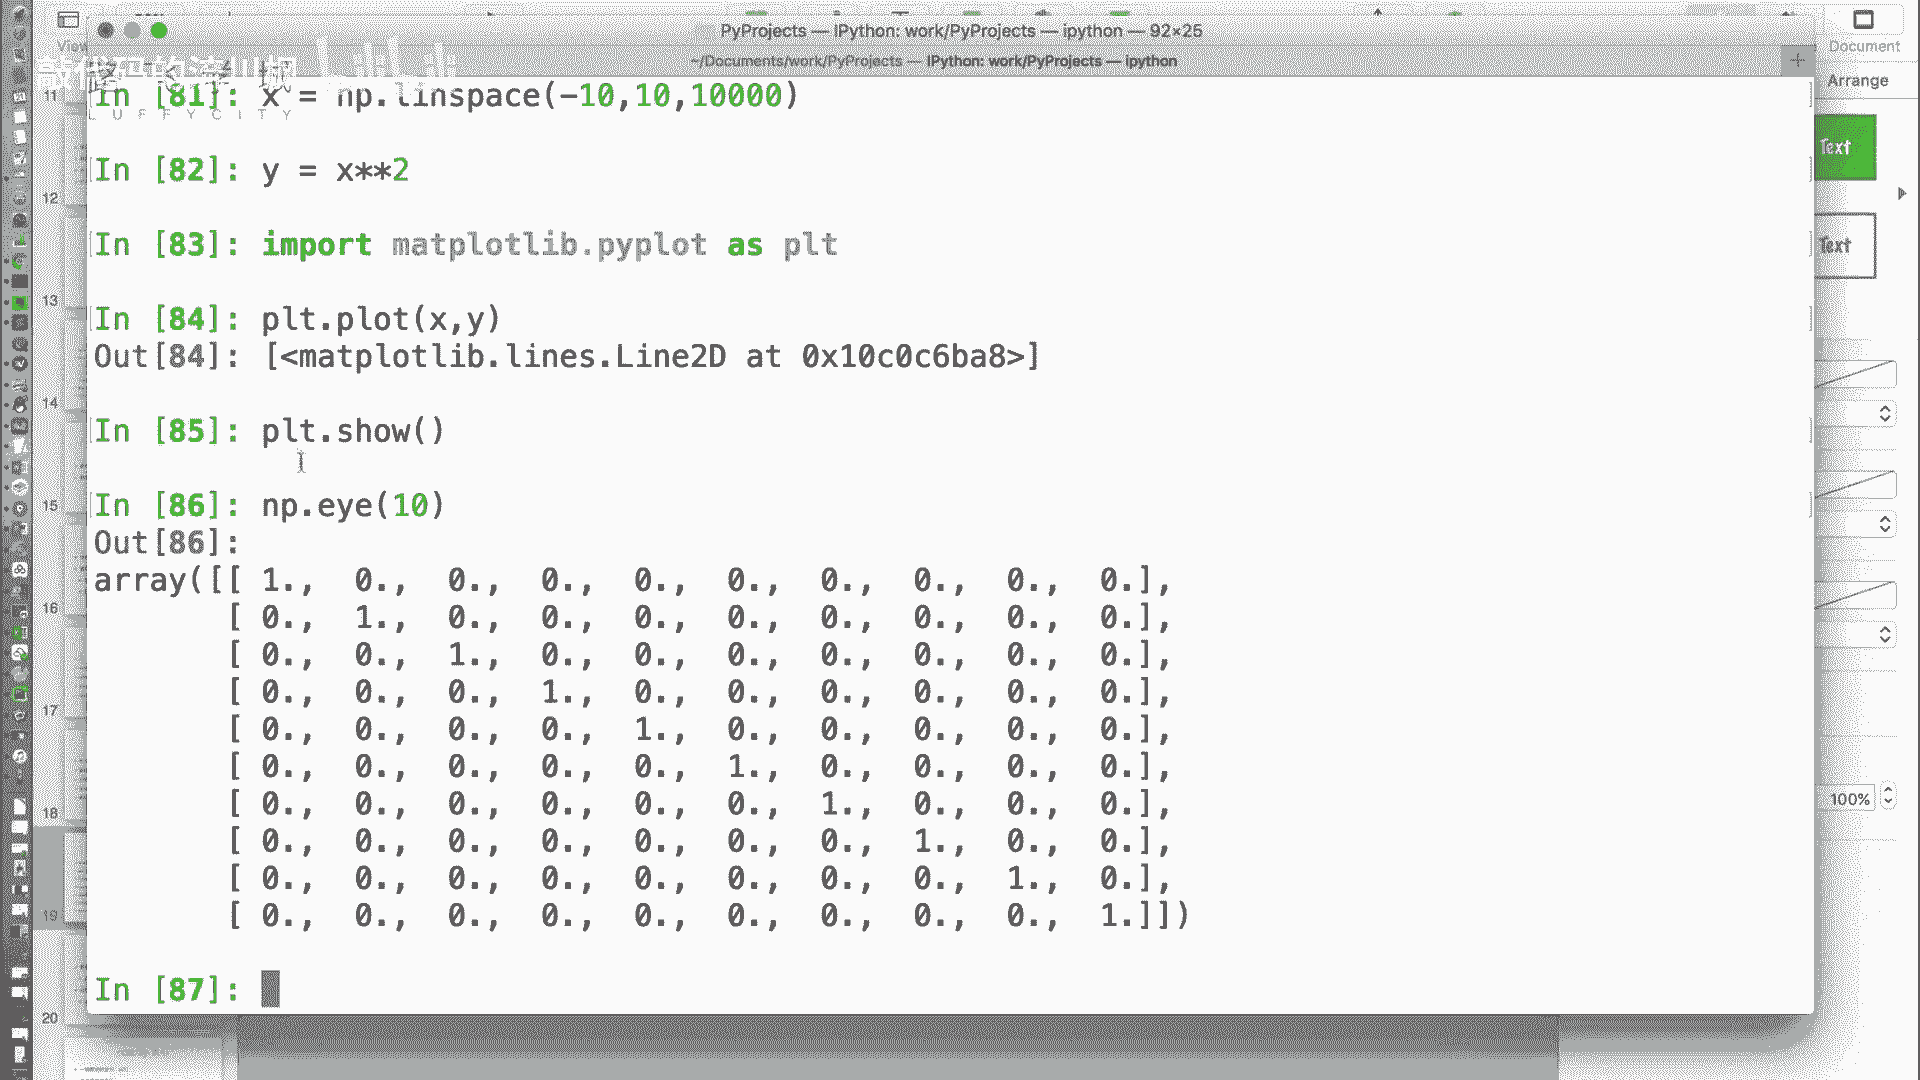 PyProjects — IPython: work/PyProjects — ipython — 92×25
~/Documents/work/PyProjects — IPython: work/PyProjects — ipython
View
Document
Arrange
敲代码的
LUFFYCITY
In [81]: x = np.linspace(-10,10,10000)
In [82]: y = x**2
In [83]: import matplotlib.pyplot as plt
In [84]: plt.plot(x,y)
Out[84]: [<matplotlib.lines.Line2D at 0x10c0c6ba8>]
In [85]: plt.show()
In [86]: np.eye(10)
Out[86]:
array([[ 1., 0., 0., 0., 0., 0., 0., 0., 0., 0.],
[ 0., 1., 0., 0., 0., 0., 0., 0., 0., 0.],
[ 0., 0., 1., 0., 0., 0., 0., 0., 0., 0.],
[ 0., 0., 0., 1., 0., 0., 0., 0., 0., 0.],
[ 0., 0., 0., 0., 1., 0., 0., 0., 0., 0.],
[ 0., 0., 0., 0., 0., 1., 0., 0., 0., 0.],
[ 0., 0., 0., 0., 0., 0., 1., 0., 0., 0.],
[ 0., 0., 0., 0., 0., 0., 0., 1., 0., 0.],
[ 0., 0., 0., 0., 0., 0., 0., 0., 1., 0.],
[ 0., 0., 0., 0., 0., 0., 0., 0., 0., 1.]])
In [87]:
11
12
13
14
15
16
17
18
19
20
Text
Text
100%